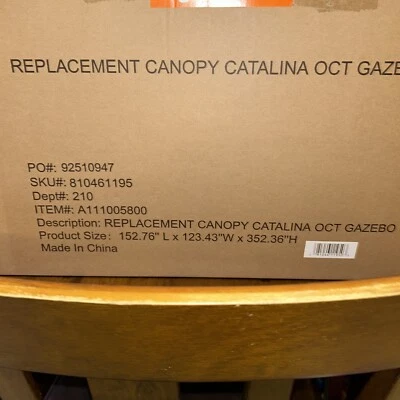 REPLACEMENT CANOPY CATALINA OCT GAZE
PO#: 92510947
SKU#: 810461195
Dept#: 210
ITEM#: A111005800
Description: REPLACEMENT CANOPY CATALINA OCT GAZEBO
Product Size: 152.76" L x 123.43"W x 352.36"H
Made In China